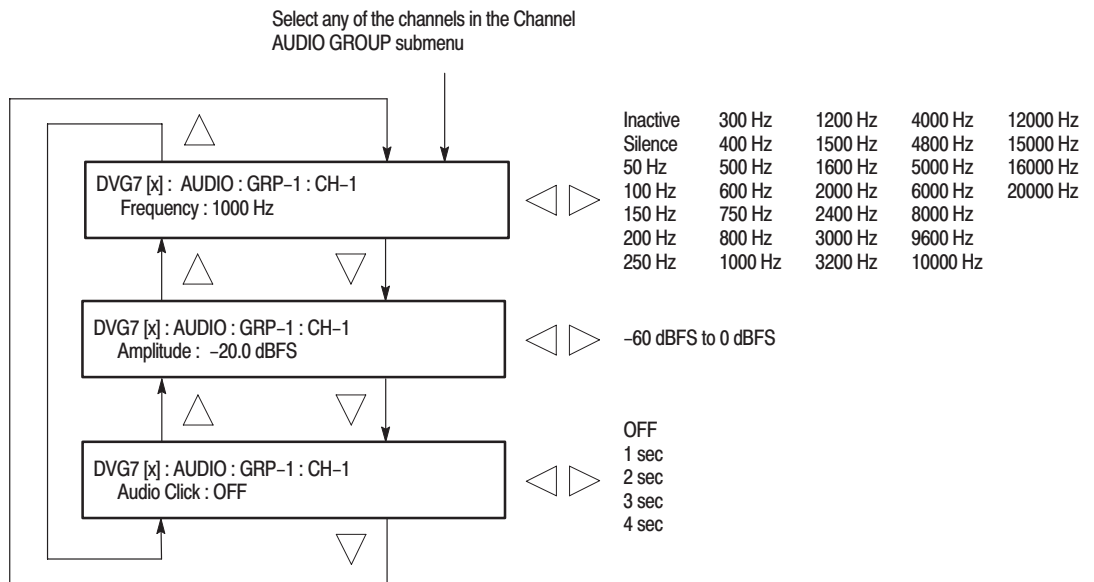 Select any of the channels in the Channel
AUDIO GROUP submenu
DVG7 [x] : AUDIO : GRP–1 : CH–1
Frequency : 1000 Hz
Inactive 300 Hz 1200 Hz 4000 Hz 12000 Hz
Silence 400 Hz 1500 Hz 4800 Hz 15000 Hz
50 Hz 500 Hz 1600 Hz 5000 Hz 16000 Hz
100 Hz 600 Hz 2000 Hz 6000 Hz 20000 Hz
150 Hz 750 Hz 2400 Hz 8000 Hz
200 Hz 800 Hz 3000 Hz 9600 Hz
250 Hz 1000 Hz 3200 Hz 10000 Hz
DVG7 [x] : AUDIO : GRP–1 : CH–1
Amplitude : –20.0 dBFS
–60 dBFS to 0 dBFS
DVG7 [x] : AUDIO : GRP–1 : CH–1
Audio Click : OFF
OFF
1 sec
2 sec
3 sec
4 sec